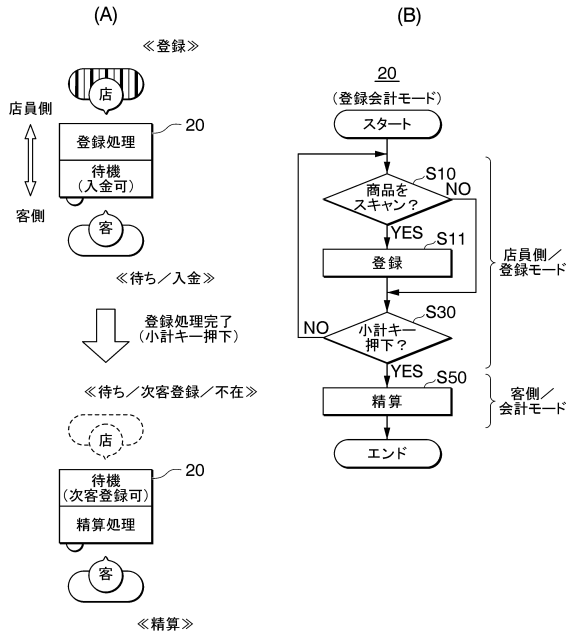 (A)
≪登録≫
店
店員側
客側
20
登録処理
待機
(入金可)
客
≪待ち／入金≫
登録処理完了
(小計キー押下)
≪待ち／次客登録／不在≫
店
20
待機
(次客登録可)
精算処理
客
≪精算≫
(B)
20
(登録会計モード)
スタート
S10
商品を
スキャン？
NO
YES
S11
登録
S30
小計キー
押下？
NO
YES
S50
精算
エンド
店員側／
登録モード
客側／
会計モード